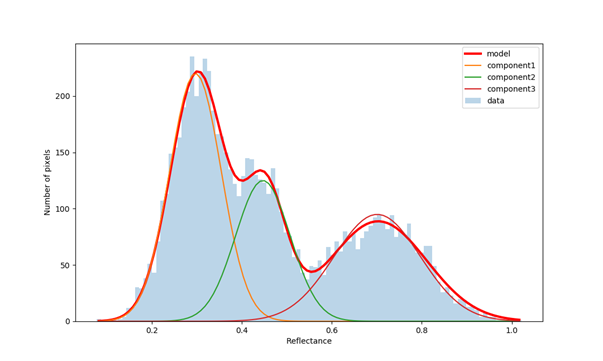 model
component1
component2
component3
data
200
150
100
50
0
Number of pixels
0.2 0.4 0.6 0.8 1.0
Reflectance